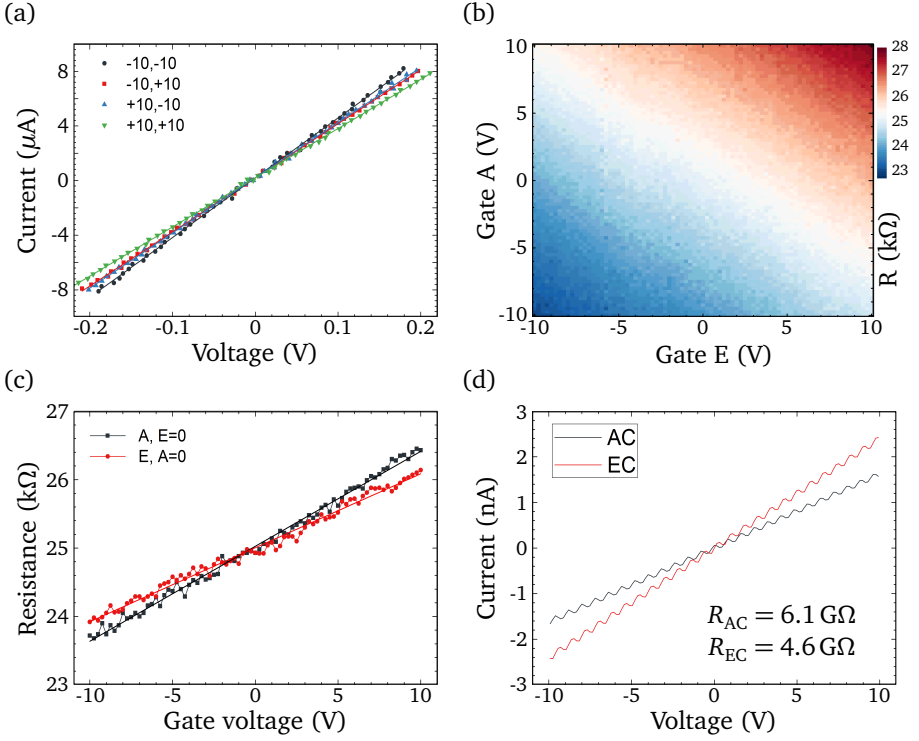 (a)
8
4
0
-4
-8
-0.2
-0.1
0
0.1
0.2
Current (μA)
Voltage (V)
-10,-10
-10,+10
+10,-10
+10,+10
(b)
10
5
0
-5
-10
-10
-5
0
5
10
Gate A (V)
Gate E (V)
28
27
26
25
24
23
R (kΩ)
(c)
27
26
25
24
23
-10
-5
0
5
10
Resistance (kΩ)
Gate voltage (V)
A, E=0
E, A=0
(d)
3
2
1
0
-1
-2
-3
-10
-5
0
5
10
Current (nA)
Voltage (V)
AC
EC
R_AC = 6.1 GΩ
R_EC = 4.6 GΩ